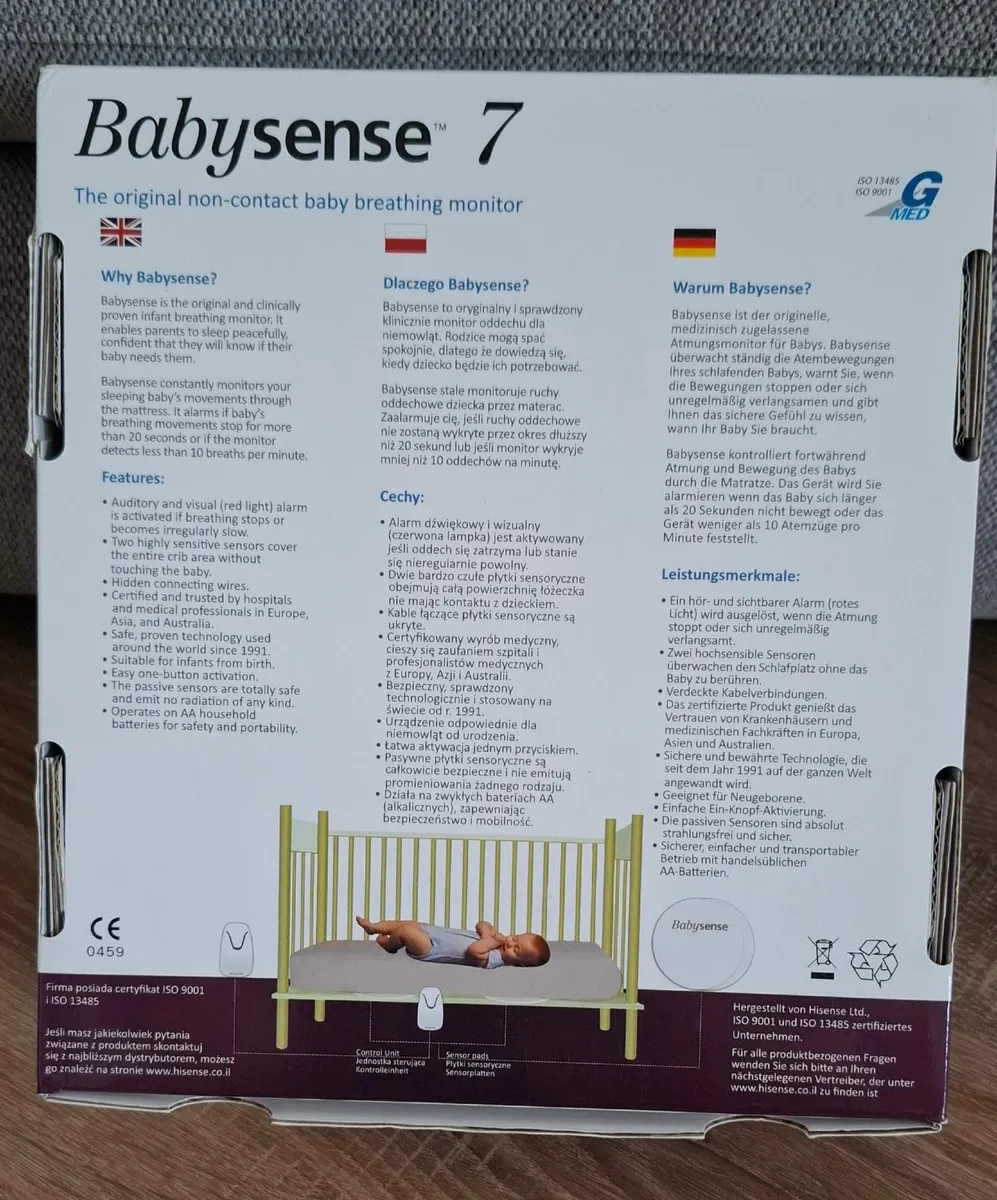 Babysense™ 7
The original non-contact baby breathing monitor
ISO 13485
ISO 9001
G
MED
Why Babysense?
Babysense is the original and clinically
proven infant breathing monitor. It
enables parents to sleep peacefully,
confident that they will know if their
baby needs them.
Babysense constantly monitors your
sleeping baby's movements through
the mattress. It alarms if baby's
breathing movements stop for more
than 20 seconds or if the monitor
detects less than 10 breaths per minute.
Features:
• Auditory and visual (red light) alarm
is activated if breathing stops or
becomes irregularly slow.
• Two highly sensitive sensors cover
the entire crib area without
touching the baby.
• Hidden connecting wires.
• Certified and trusted by hospitals
and medical professionals in Europe,
Asia, and Australia.
• Safe, proven technology used
around the world since 1991.
• Suitable for infants from birth.
• Easy one-button activation.
• The passive sensors are totally safe
and emit no radiation of any kind.
• Operates on AA household
batteries for safety and portability.
Dlaczego Babysense?
Babysense to oryginalny i sprawdzony
klinicznie monitor oddechu dla
niemowląt. Rodzice mogą spać
spokojnie, dlatego że dowiedzą się,
kiedy dziecko będzie ich potrzebować.
Babysense stale monitoruje ruchy
oddechowe dziecka przez materac.
Zaalarmuje cię, jeśli ruchy oddechowe
nie zostaną wykryte przez okres dłuższy
niż 20 sekund lub jeśli monitor wykryje
mniej niż 10 oddechów na minutę.
Cechy:
• Alarm dźwiękowy i wizualny
(czerwona lampka) jest aktywowany
jeśli oddech się zatrzyma lub stanie
się nieregularnie powolny.
• Dwie bardzo czułe płytki sensoryczne
obejmują całą powierzchnię łóżeczka
nie mając kontaktu z dzieckiem.
• Kable łączące płytki sensoryczne są
ukryte.
• Certyfikowany wyrób medyczny,
cieszy się zaufaniem szpitali i
profesjonalistów medycznych
z Europy, Azji i Australii.
• Bezpieczny, sprawdzony
technologicznie i stosowany na
świecie od r. 1991.
• Urządzenie odpowiednie dla
niemowląt od urodzenia.
• Łatwa aktywacja jednym przyciskiem.
• Pasywne płytki sensoryczne są
całkowicie bezpieczne i nie emitują
promieniowania żadnego rodzaju.
• Działa na zwykłych bateriach AA
(alkalicznych), zapewniając
bezpieczeństwo i mobilność.
Warum Babysense?
Babysense ist der originelle,
medizinisch zugelassene
Atmungsmonitor für Babys. Babysense
überwacht ständig die Atembewegungen
Ihres schlafenden Babys, warnt Sie, wenn
die Bewegungen stoppen oder sich
unregelmäßig verlangsamen und gibt
Ihnen das sichere Gefühl zu wissen,
wann Ihr Baby Sie braucht.
Babysense kontrolliert fortwährend
Atmung und Bewegung des Babys
durch die Matratze. Das Gerät wird Sie
alarmieren wenn das Baby sich länger
als 20 Sekunden nicht bewegt oder das
Gerät weniger als 10 Atemzüge pro
Minute feststellt.
Leistungsmerkmale:
• Ein hör- und sichtbarer Alarm (rotes
Licht) wird ausgelöst, wenn die Atmung
stoppt oder sich unregelmäßig
verlangsamt.
• Zwei hochsensible Sensoren
überwachen den Schlafplatz ohne das
Baby zu berühren.
• Verdeckte Kabelverbindungen.
• Das zertifizierte Produkt genießt das
Vertrauen von Krankenhäusern und
medizinischen Fachkräften in Europa,
Asien und Australien.
• Sichere und bewährte Technologie, die
seit dem Jahr 1991 auf der ganzen Welt
angewandt wird.
• Geeignet für Neugeborene.
• Einfache Ein-Knopf-Aktivierung.
• Die passiven Sensoren sind absolut
strahlungsfrei und sicher.
• Sicherer, einfacher und transportabler
Betrieb mit handelsüblichen
AA-Batterien.
CE
0459
Babysense
Firma posiada certyfikat ISO 9001
i ISO 13485
Jeśli masz jakiekolwiek pytania
związane z produktem skontaktuj
się z najbliższym dystrybutorem, możesz
go znaleźć na stronie www.hisense.co.il
Control Unit
Jednostka sterująca
Kontrolleinheit
Sensor pads
Płytki sensoryczne
Sensorplatten
Hergestellt von Hisense Ltd.,
ISO 9001 und ISO 13485 zertifiziertes
Unternehmen.
Für alle produktbezogenen Fragen
wenden Sie sich bitte an Ihren
nächstgelegenen Vertreiber, der unter
www.hisense.co.il zu finden ist